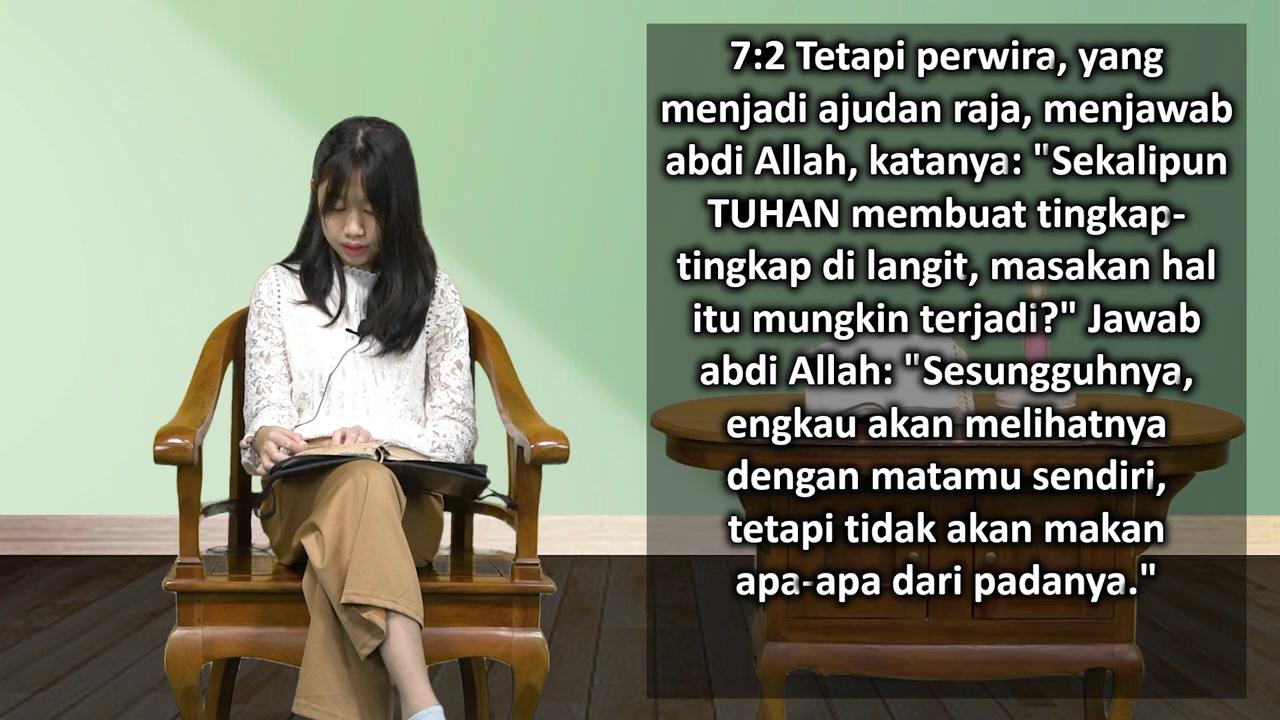 7:2 Tetapi perwira, yang
menjadi ajudan raja, menjawab
abdi Allah, katanya: "Sekalipun
TUHAN membuat tingkap-
tingkap di langit, masakan hal
itu mungkin terjadi?" Jawab
abdi Allah: "Sesungguhnya,
engkau akan melihatnya
dengan matamu sendiri,
tetapi tidak akan makan
apa-apa dari padanya."